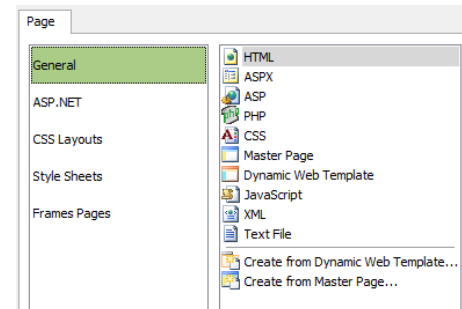 Page
General
ASP.NET
CSS Layouts
Style Sheets
Frames Pages
HTML
ASPX
ASP
PHP
CSS
Master Page
Dynamic Web Template
JavaScript
XML
Text File
Create from Dynamic Web Template...
Create from Master Page...